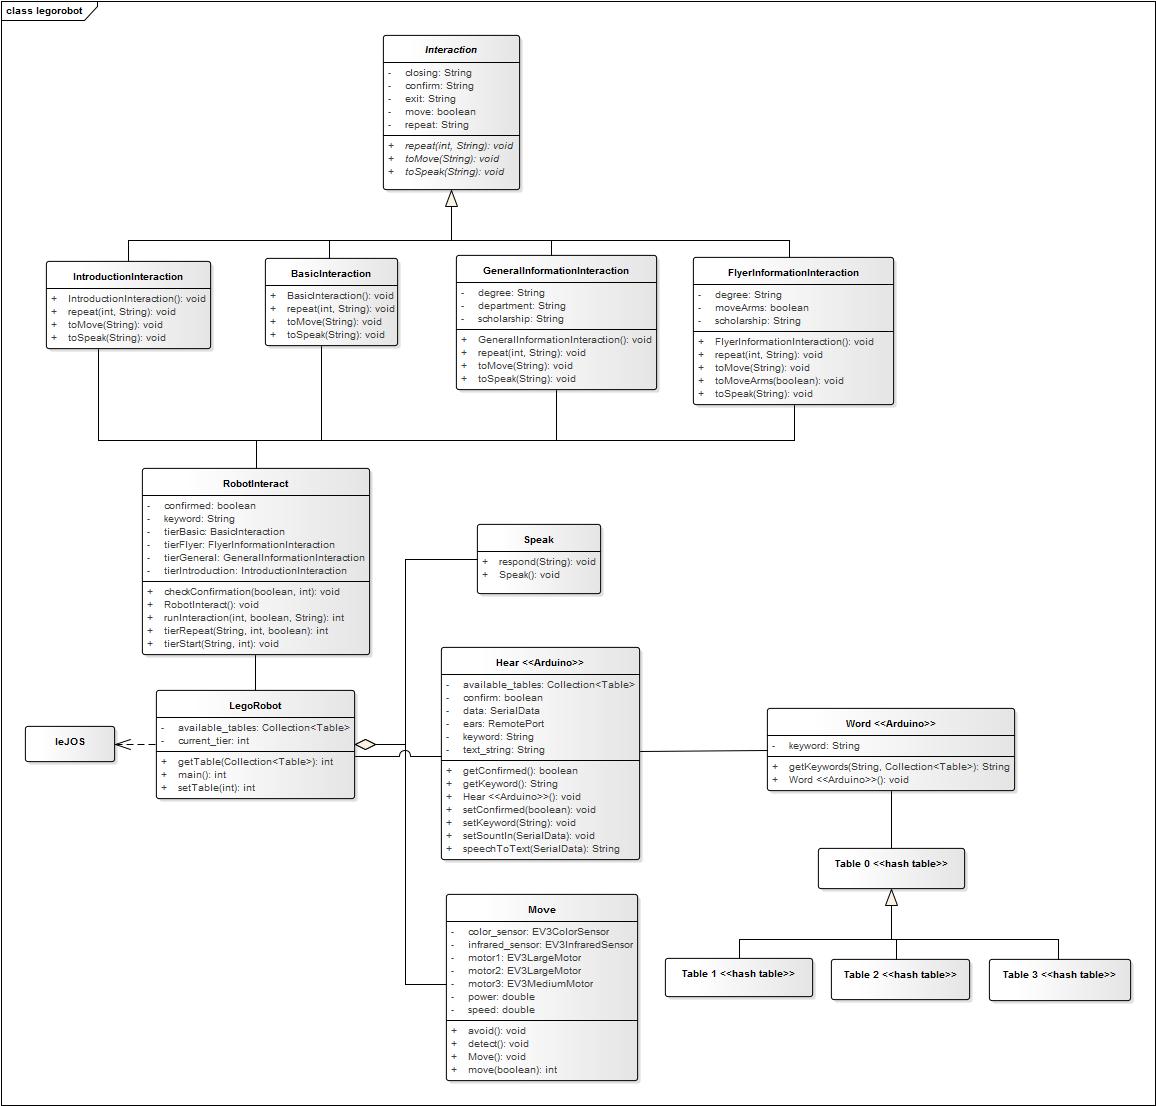 class legorobot
Interaction
- closing: String
- confirm: String
- exit: String
- move: boolean
- repeat: String
+ repeat(int, String): void
+ toMove(String): void
+ toSpeak(String): void
IntroductionInteraction
+ IntroductionInteraction(): void
+ repeat(int, String): void
+ toMove(String): void
+ toSpeak(String): void
BasicInteraction
+ BasicInteraction(): void
+ repeat(int, String): void
+ toMove(String): void
+ toSpeak(String): void
GeneralInformationInteraction
- degree: String
- department: String
- scholarship: String
+ GeneralInformationInteraction(): void
+ repeat(int, String): void
+ toMove(String): void
+ toSpeak(String): void
FlyerInformationInteraction
- degree: String
- moveArms: boolean
- scholarship: String
+ FlyerInformationInteraction(): void
+ repeat(int, String): void
+ toMove(String): void
+ toMoveArms(boolean): void
+ toSpeak(String): void
RobotInteract
- confirmed: boolean
- keyword: String
- tierBasic: BasicInteraction
- tierFlyer: FlyerInformationInteraction
- tierGeneral: GeneralInformationInteraction
- tierIntroduction: IntroductionInteraction
+ checkConfirmation(boolean, int): void
+ RobotInteract(): void
+ runInteraction(int, boolean, String): int
+ tierRepeat(String, int, boolean): int
+ tierStart(String, int): void
Speak
+ respond(String): void
+ Speak(): void
Hear <<Arduino>>
- available_tables: Collection<Table>
- confirm: boolean
- data: SerialData
- ears: RemotePort
- keyword: String
- text_string: String
+ getConfirmed(): boolean
+ getKeyword(): String
+ Hear <<Arduino>>(): void
+ setConfirmed(boolean): void
+ setKeyword(String): void
+ setSountIn(SerialData): void
+ speechToText(SerialData): String
LegoRobot
- available_tables: Collection<Table>
- current_tier: int
+ getTable(Collection<Table>): int
+ main(): int
+ setTable(int): int
leJOS
Word <<Arduino>>
- keyword: String
+ getKeywords(String, Collection<Table>): String
+ Word <<Arduino>>(): void
Table 0 <<hash table>>
Move
- color_sensor: EV3ColorSensor
- infrared_sensor: EV3InfraredSensor
- motor1: EV3LargeMotor
- motor2: EV3LargeMotor
- motor3: EV3MediumMotor
- power: double
- speed: double
+ avoid(): void
+ detect(): void
+ Move(): void
+ move(boolean): int
Table 1 <<hash table>>
Table 2 <<hash table>>
Table 3 <<hash table>>